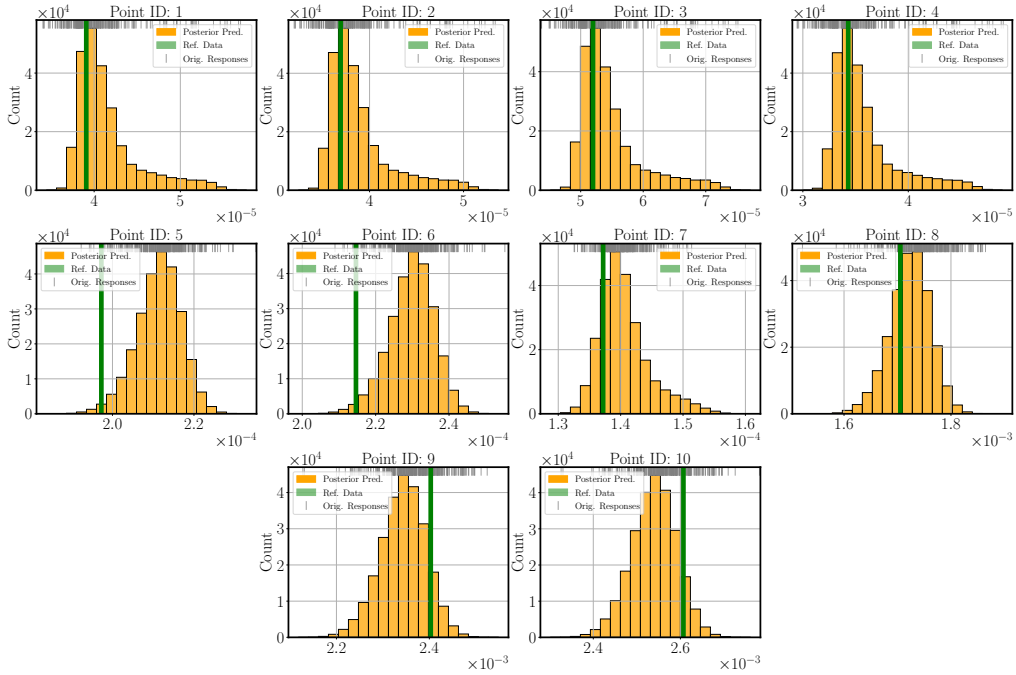 ×10⁴ Point ID: 1
Posterior Pred.
Ref. Data
Orig. Responses
Count
4
2
0
4 5
×10⁻⁵
×10⁴ Point ID: 2
Posterior Pred.
Ref. Data
Orig. Responses
Count
4
2
0
4 5
×10⁻⁵
×10⁴ Point ID: 3
Posterior Pred.
Ref. Data
Orig. Responses
Count
4
2
0
5 6 7
×10⁻⁵
×10⁴ Point ID: 4
Posterior Pred.
Ref. Data
Orig. Responses
Count
4
2
0
3 4
×10⁻⁵
×10⁴ Point ID: 5
Posterior Pred.
Ref. Data
Orig. Responses
Count
4
3
2
1
0
2.0 2.2
×10⁻⁴
×10⁴ Point ID: 6
Posterior Pred.
Ref. Data
Orig. Responses
Count
4
3
2
1
0
2.0 2.2 2.4
×10⁻⁴
×10⁴ Point ID: 7
Posterior Pred.
Ref. Data
Orig. Responses
Count
4
2
0
1.3 1.4 1.5 1.6
×10⁻⁴
×10⁴ Point ID: 8
Posterior Pred.
Ref. Data
Orig. Responses
Count
4
2
0
1.6 1.8
×10⁻³
×10⁴ Point ID: 9
Posterior Pred.
Ref. Data
Orig. Responses
Count
4
3
2
1
0
2.2 2.4
×10⁻³
×10⁴ Point ID: 10
Posterior Pred.
Ref. Data
Orig. Responses
Count
4
3
2
1
0
2.4 2.6
×10⁻³